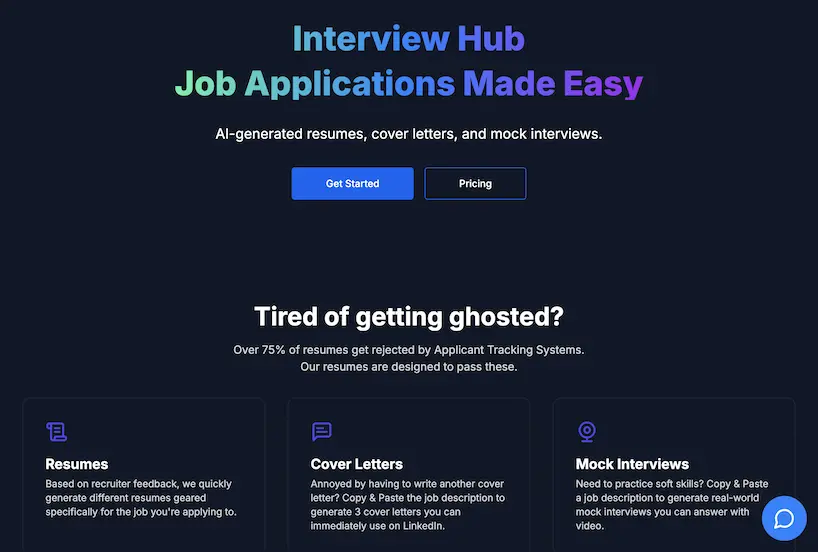 Interview Hub
Job Applications Made Easy
AI-generated resumes, cover letters, and mock interviews.
Get Started
Pricing
Tired of getting ghosted?
Over 75% of resumes get rejected by Applicant Tracking Systems.
Our resumes are designed to pass these.
Resumes
Based on recruiter feedback, we quickly
generate different resumes geared
specifically for the job you're applying to.
Cover Letters
Annoyed by having to write another cover
letter? Copy & Paste the job description to
generate 3 cover letters you can
immediately use on LinkedIn.
Mock Interviews
Need to practice soft skills? Copy & Paste
a job description to generate real-world
mock interviews you can answer with
video.